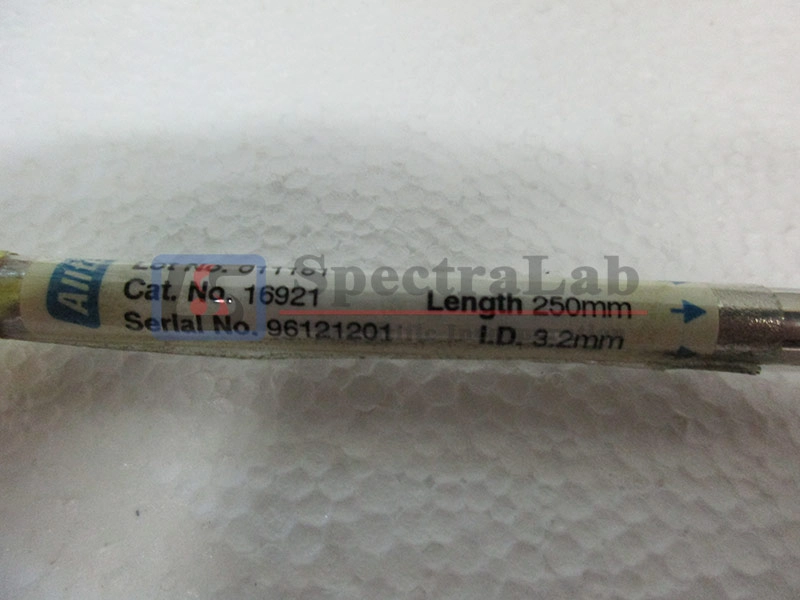 Cat. No. 16921
Serial No. 96121201
Length 250mm
I.D. 3.2mm
SpectraLab